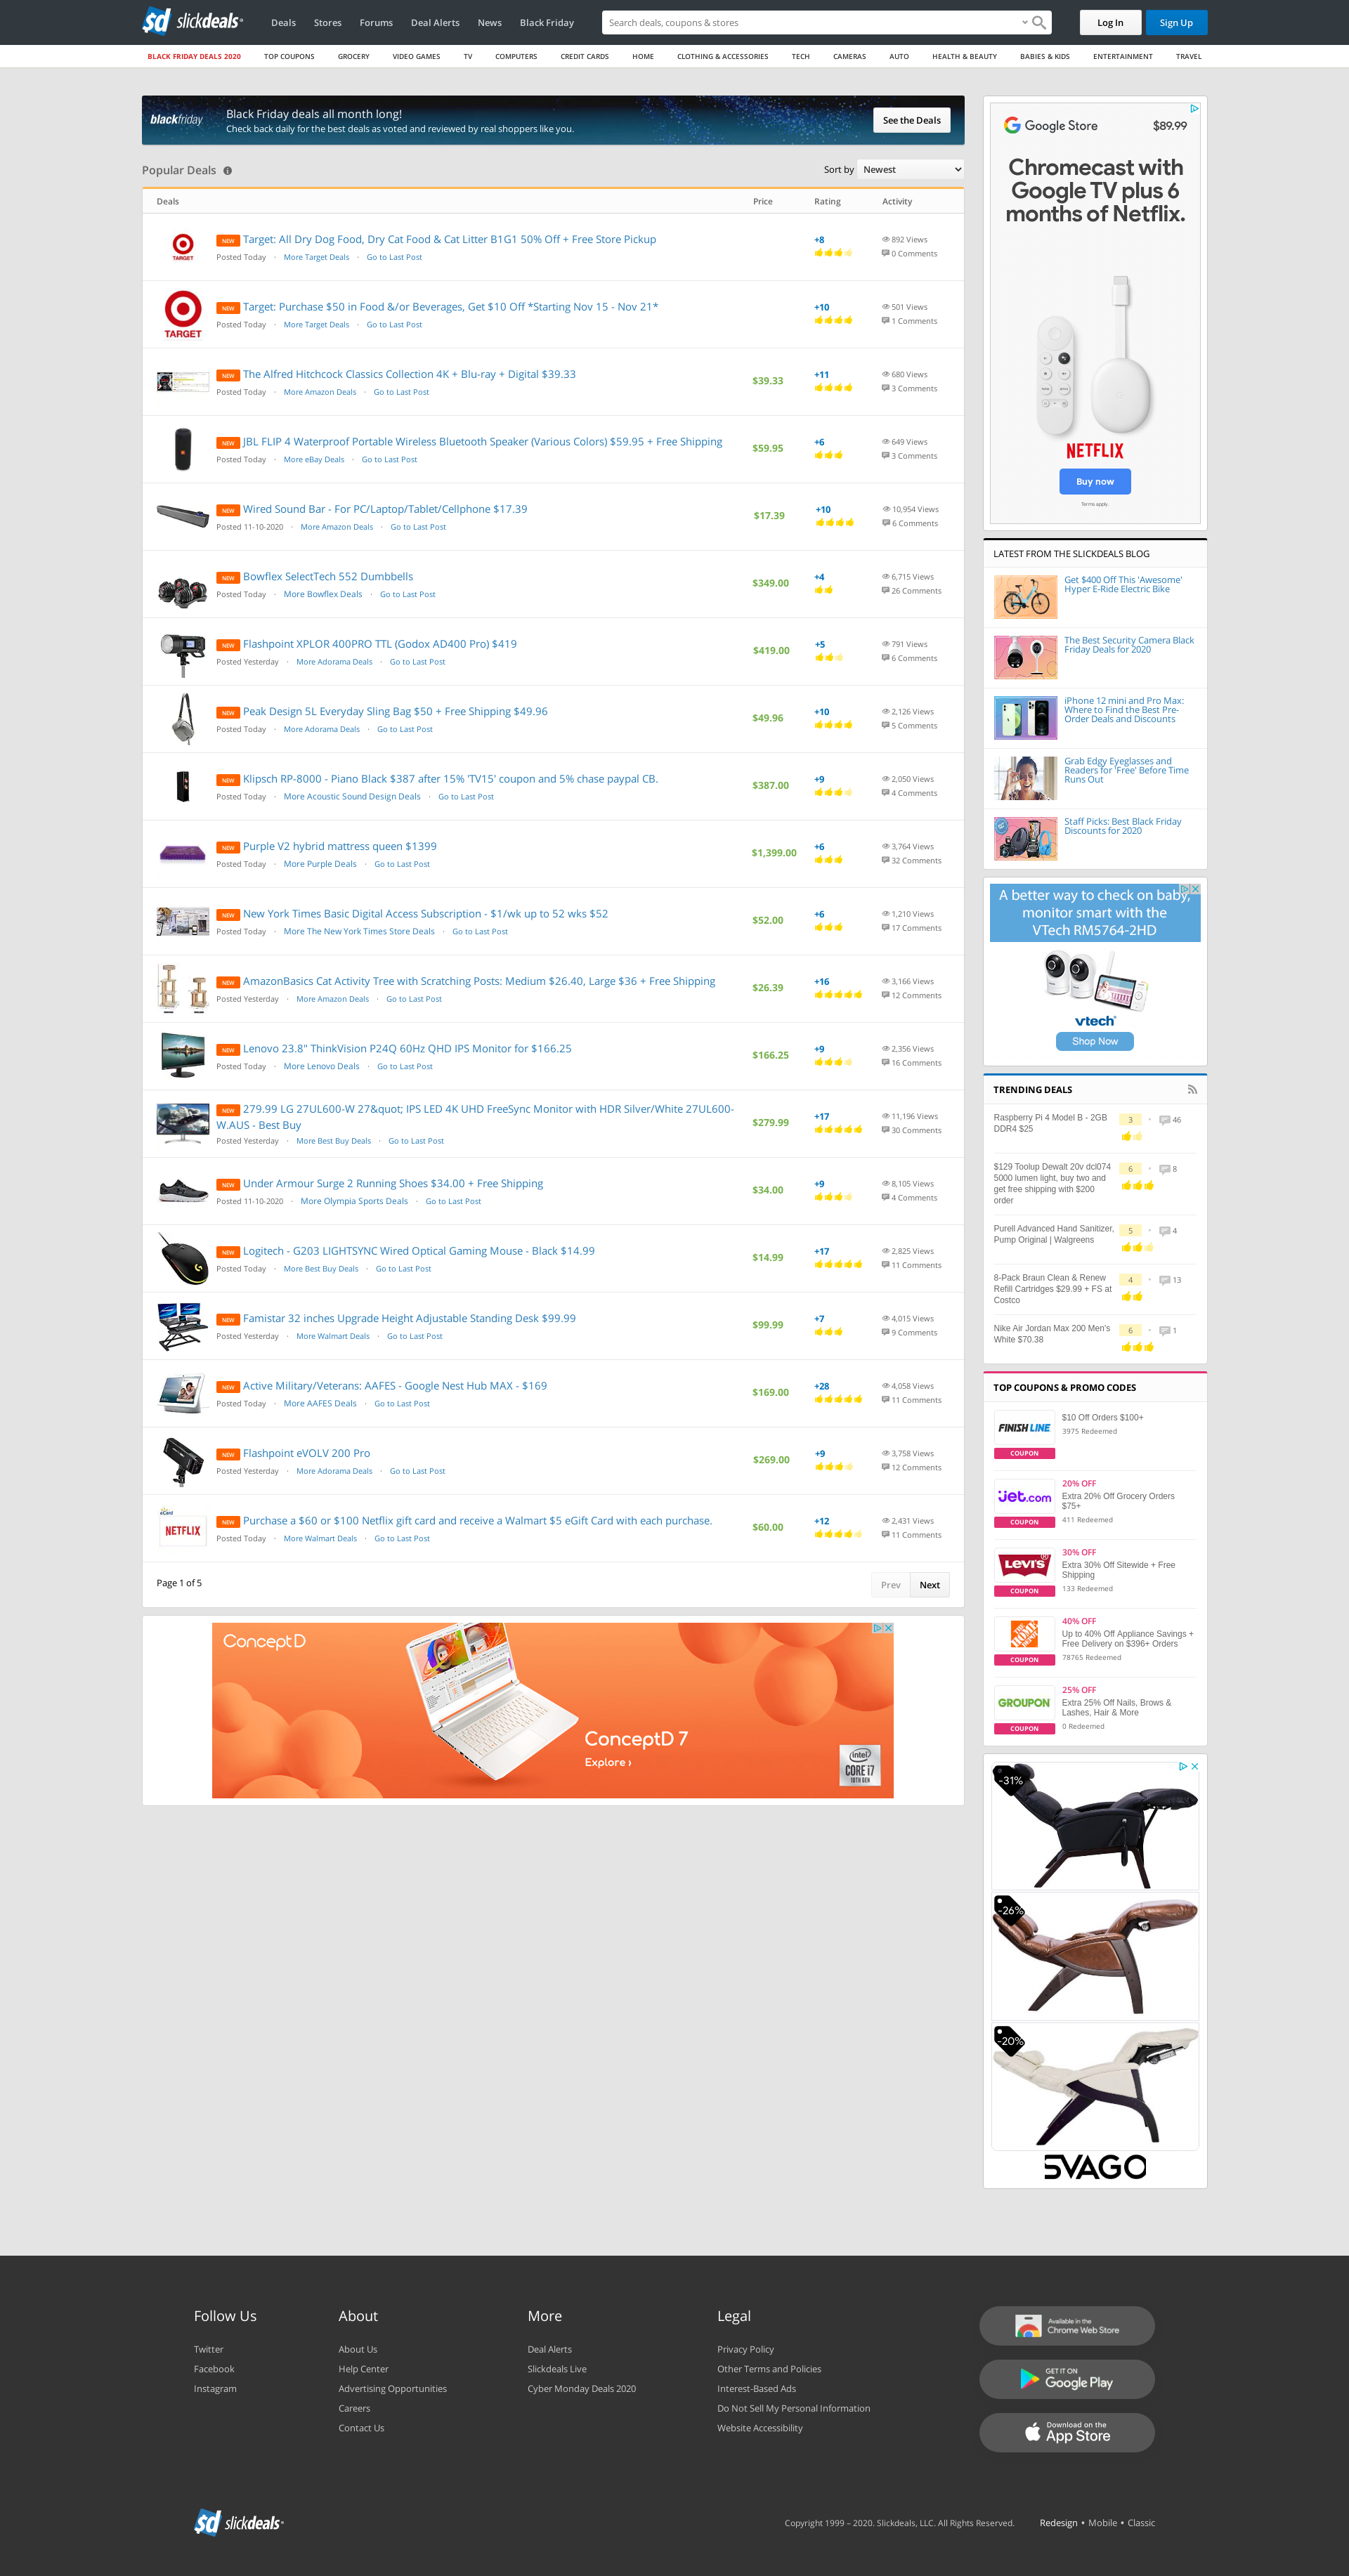 slickdeals
Deals
Stores
Forums
Deal Alerts
News
Black Friday
Search deals, coupons & stores
Log In
Sign Up
BLACK FRIDAY DEALS 2020
TOP COUPONS
GROCERY
VIDEO GAMES
TV
COMPUTERS
CREDIT CARDS
HOME
CLOTHING & ACCESSORIES
TECH
CAMERAS
AUTO
HEALTH & BEAUTY
BABIES & KIDS
ENTERTAINMENT
TRAVEL
blackfriday
Black Friday deals all month long!
Check back daily for the best deals as voted and reviewed by real shoppers like you.
See the Deals
Popular Deals
Sort by Newest
Deals Price Rating Activity
TARGET
NEW Target: All Dry Dog Food, Dry Cat Food & Cat Litter B1G1 50% Off + Free Store Pickup
Posted Today · More Target Deals · Go to Last Post
+8
892 Views
0 Comments
TARGET
NEW Target: Purchase $50 in Food &/or Beverages, Get $10 Off *Starting Nov 15 - Nov 21*
Posted Today · More Target Deals · Go to Last Post
+10
501 Views
1 Comments
NEW The Alfred Hitchcock Classics Collection 4K + Blu-ray + Digital $39.33
Posted Today · More Amazon Deals · Go to Last Post
$39.33
+11
680 Views
3 Comments
NEW JBL FLIP 4 Waterproof Portable Wireless Bluetooth Speaker (Various Colors) $59.95 + Free Shipping
Posted Today · More eBay Deals · Go to Last Post
$59.95
+6
649 Views
3 Comments
NEW Wired Sound Bar - For PC/Laptop/Tablet/Cellphone $17.39
Posted 11-10-2020 · More Amazon Deals · Go to Last Post
$17.39
+10
10,954 Views
6 Comments
NEW Bowflex SelectTech 552 Dumbbells
Posted Today · More Bowflex Deals · Go to Last Post
$349.00
+4
6,715 Views
26 Comments
NEW Flashpoint XPLOR 400PRO TTL (Godox AD400 Pro) $419
Posted Yesterday · More Adorama Deals · Go to Last Post
$419.00
+5
791 Views
6 Comments
NEW Peak Design 5L Everyday Sling Bag $50 + Free Shipping $49.96
Posted Today · More Adorama Deals · Go to Last Post
$49.96
+10
2,126 Views
5 Comments
NEW Klipsch RP-8000 - Piano Black $387 after 15% 'TV15' coupon and 5% chase paypal CB.
Posted Today · More Acoustic Sound Design Deals · Go to Last Post
$387.00
+9
2,050 Views
4 Comments
NEW Purple V2 hybrid mattress queen $1399
Posted Today · More Purple Deals · Go to Last Post
$1,399.00
+6
3,764 Views
32 Comments
NEW New York Times Basic Digital Access Subscription - $1/wk up to 52 wks $52
Posted Today · More The New York Times Store Deals · Go to Last Post
$52.00
+6
1,210 Views
17 Comments
NEW AmazonBasics Cat Activity Tree with Scratching Posts: Medium $26.40, Large $36 + Free Shipping
Posted Yesterday · More Amazon Deals · Go to Last Post
$26.39
+16
3,166 Views
12 Comments
NEW Lenovo 23.8" ThinkVision P24Q 60Hz QHD IPS Monitor for $166.25
Posted Today · More Lenovo Deals · Go to Last Post
$166.25
+9
2,356 Views
16 Comments
NEW 279.99 LG 27UL600-W 27&quot; IPS LED 4K UHD FreeSync Monitor with HDR Silver/White 27UL600-
W.AUS - Best Buy
Posted Yesterday · More Best Buy Deals · Go to Last Post
$279.99
+17
11,196 Views
30 Comments
NEW Under Armour Surge 2 Running Shoes $34.00 + Free Shipping
Posted 11-10-2020 · More Olympia Sports Deals · Go to Last Post
$34.00
+9
8,105 Views
4 Comments
NEW Logitech - G203 LIGHTSYNC Wired Optical Gaming Mouse - Black $14.99
Posted Today · More Best Buy Deals · Go to Last Post
$14.99
+17
2,825 Views
11 Comments
NEW Famistar 32 inches Upgrade Height Adjustable Standing Desk $99.99
Posted Yesterday · More Walmart Deals · Go to Last Post
$99.99
+7
4,015 Views
9 Comments
NEW Active Military/Veterans: AAFES - Google Nest Hub MAX - $169
Posted Today · More AAFES Deals · Go to Last Post
$169.00
+28
4,058 Views
11 Comments
NEW Flashpoint eVOLV 200 Pro
Posted Yesterday · More Adorama Deals · Go to Last Post
$269.00
+9
3,758 Views
12 Comments
eCard
NETFLIX
NEW Purchase a $60 or $100 Netflix gift card and receive a Walmart $5 eGift Card with each purchase.
Posted Today · More Walmart Deals · Go to Last Post
$60.00
+12
2,431 Views
11 Comments
Page 1 of 5
Prev
Next
ConceptD
ConceptD 7
Explore ›
intel
CORE i7
10TH GEN
Google Store
$89.99
Chromecast with
Google TV plus 6
months of Netflix.
NETFLIX
Buy now
Terms apply.
LATEST FROM THE SLICKDEALS BLOG
Get $400 Off This 'Awesome'
Hyper E-Ride Electric Bike
The Best Security Camera Black
Friday Deals for 2020
iPhone 12 mini and Pro Max:
Where to Find the Best Pre-
Order Deals and Discounts
Grab Edgy Eyeglasses and
Readers for 'Free' Before Time
Runs Out
Staff Picks: Best Black Friday
Discounts for 2020
A better way to check on baby,
monitor smart with the
VTech RM5764-2HD
vtech
Shop Now
TRENDING DEALS
Raspberry Pi 4 Model B - 2GB
DDR4 $25
3 · 46
$129 Toolup Dewalt 20v dcl074
5000 lumen light, buy two and
get free shipping with $200
order
6 · 8
Purell Advanced Hand Sanitizer,
Pump Original | Walgreens
5 · 4
8-Pack Braun Clean & Renew
Refill Cartridges $29.99 + FS at
Costco
4 · 13
Nike Air Jordan Max 200 Men's
White $70.38
6 · 1
TOP COUPONS & PROMO CODES
FINISH LINE
COUPON
$10 Off Orders $100+
3975 Redeemed
jet.com
COUPON
20% OFF
Extra 20% Off Grocery Orders
$75+
411 Redeemed
LEVI'S
COUPON
30% OFF
Extra 30% Off Sitewide + Free
Shipping
133 Redeemed
COUPON
40% OFF
Up to 40% Off Appliance Savings +
Free Delivery on $396+ Orders
78765 Redeemed
GROUPON
COUPON
25% OFF
Extra 25% Off Nails, Brows &
Lashes, Hair & More
0 Redeemed
-31%
-26%
-20%
SVAGO
Follow Us
Twitter
Facebook
Instagram
About
About Us
Help Center
Advertising Opportunities
Careers
Contact Us
More
Deal Alerts
Slickdeals Live
Cyber Monday Deals 2020
Legal
Privacy Policy
Other Terms and Policies
Interest-Based Ads
Do Not Sell My Personal Information
Website Accessibility
Available in the
Chrome Web Store
GET IT ON
Google Play
Download on the
App Store
slickdeals
Copyright 1999 – 2020. Slickdeals, LLC. All Rights Reserved.
Redesign • Mobile • Classic